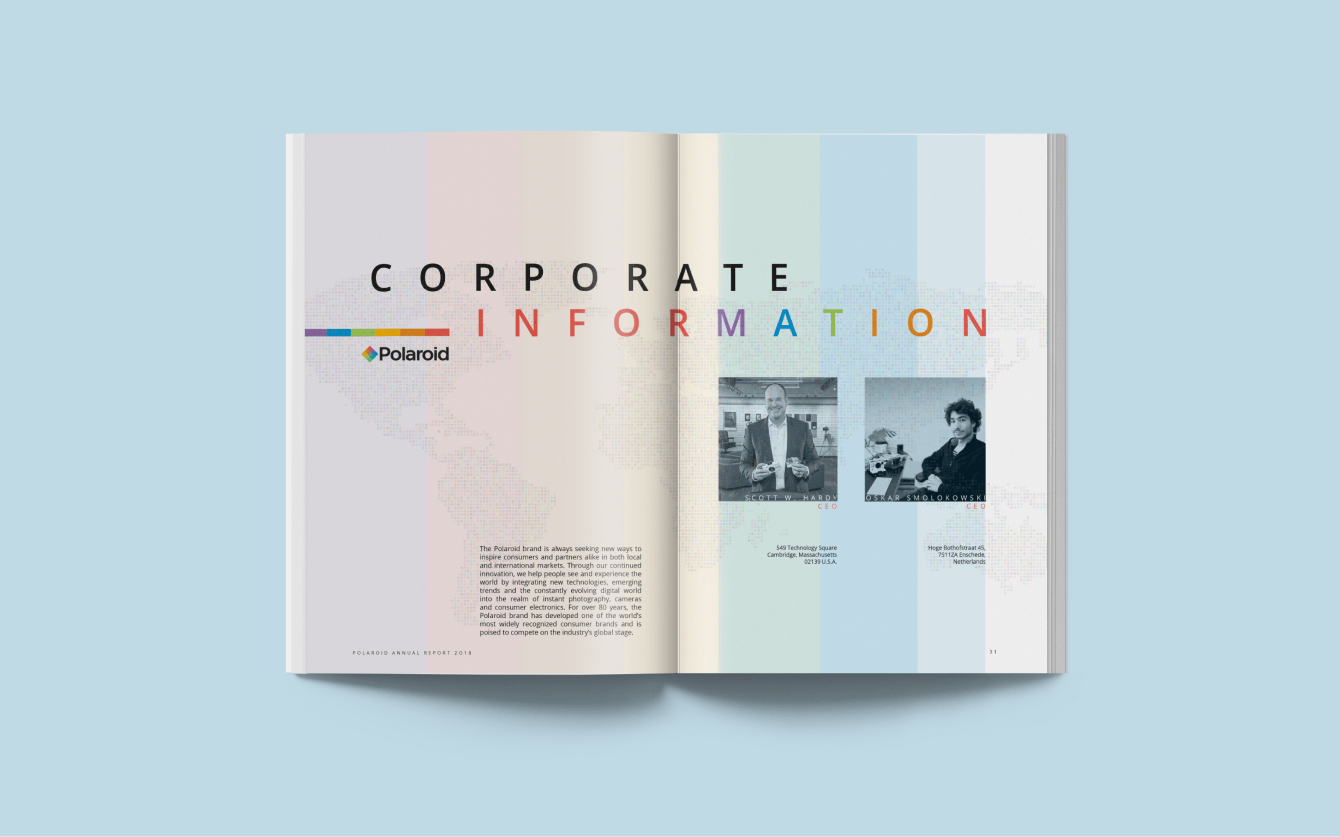 CORPORATE
INFORMATION
Polaroid
SCOTT W. HARDY
CEO
OSKAR SMOLOKOWSKI
CEO
The Polaroid brand is always seeking new ways to
inspire consumers and partners alike in both local
and international markets. Through our continued
innovation, we help people see and experience the
world by integrating new technologies, emerging
trends and the constantly evolving digital world
into the realm of instant photography, cameras
and consumer electronics. For over 80 years, the
Polaroid brand has developed one of the world's
most widely recognized consumer brands and is
poised to compete on the industry's global stage.
549 Technology Square
Cambridge, Massachusetts
02139 U.S.A.
Hoge Bothofstraat 45,
7511ZA Enschede,
Netherlands
POLAROID ANNUAL REPORT 2018
31